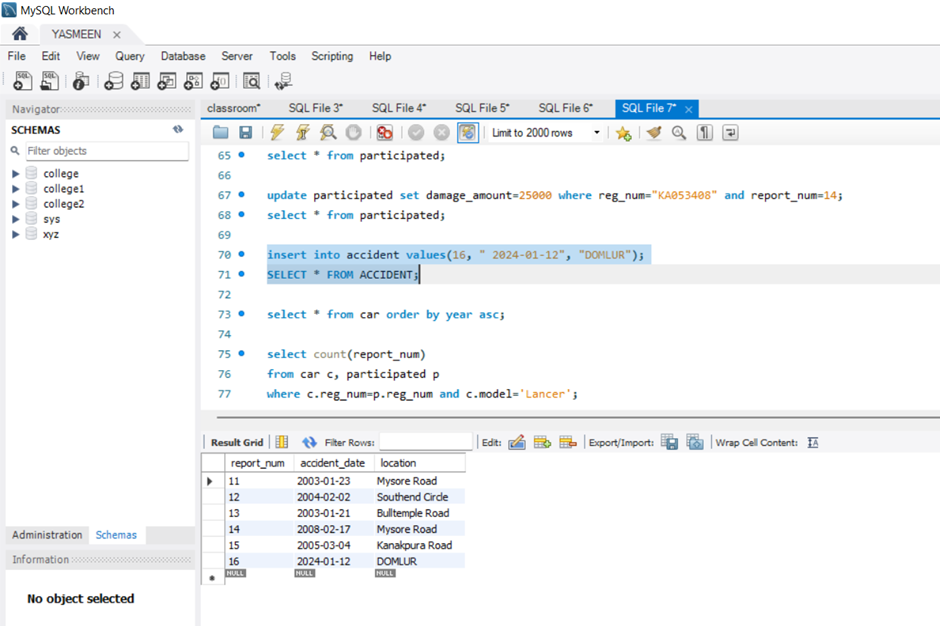 MySQL Workbench
YASMEEN
File Edit View Query Database Server Tools Scripting Help
Navigator
SCHEMAS
Filter objects
college
college1
college2
sys
xyz
Administration Schemas
Information
No object selected
classroom* SQL File 3* SQL File 4* SQL File 5* SQL File 6* SQL File 7*
Limit to 2000 rows
65 select * from participated;
66
67 update participated set damage_amount=25000 where reg_num="KA053408" and report_num=14;
68 select * from participated;
69
70 insert into accident values(16, " 2024-01-12", "DOMLUR");
71 SELECT * FROM ACCIDENT;
72
73 select * from car order by year asc;
74
75 select count(report_num)
76 from car c, participated p
77 where c.reg_num=p.reg_num and c.model='Lancer';
Result Grid Filter Rows: Edit: Export/Import: Wrap Cell Content:
report_num accident_date location
11 2003-01-23 Mysore Road
12 2004-02-02 Southend Circle
13 2003-01-21 Bulltemple Road
14 2008-02-17 Mysore Road
15 2005-03-04 Kanakpura Road
16 2024-01-12 DOMLUR
NULL NULL NULL